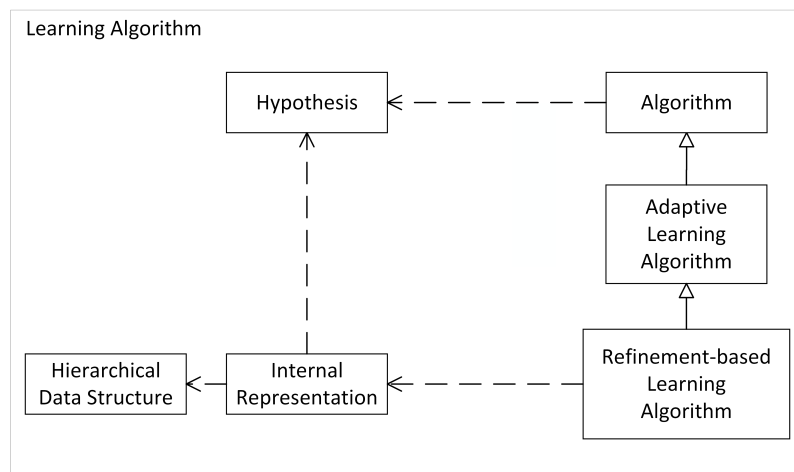 Learning Algorithm
Hypothesis
Algorithm
Adaptive
Learning
Algorithm
Hierarchical
Data Structure
Internal
Representation
Refinement-based
Learning
Algorithm